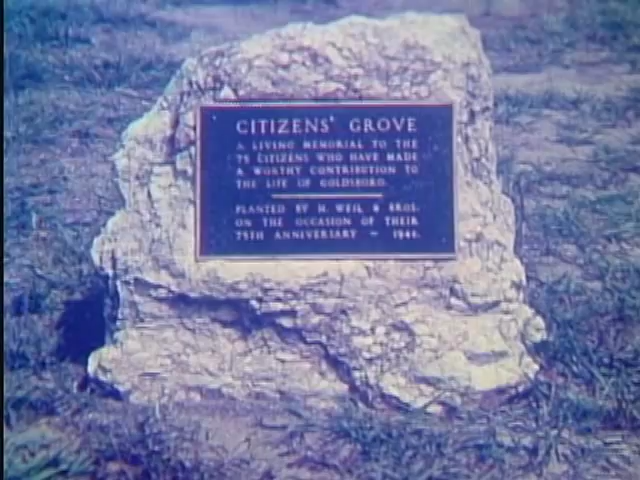 CITIZENS' GROVE
A LIVING MEMORIAL TO THE
75 CITIZENS WHO HAVE MADE
A WORTHY CONTRIBUTION TO
THE LIFE OF GOLDSBORO.
PLANTED BY H. WEIL & BROS.
ON THE OCCASION OF THEIR
75TH ANNIVERSARY —